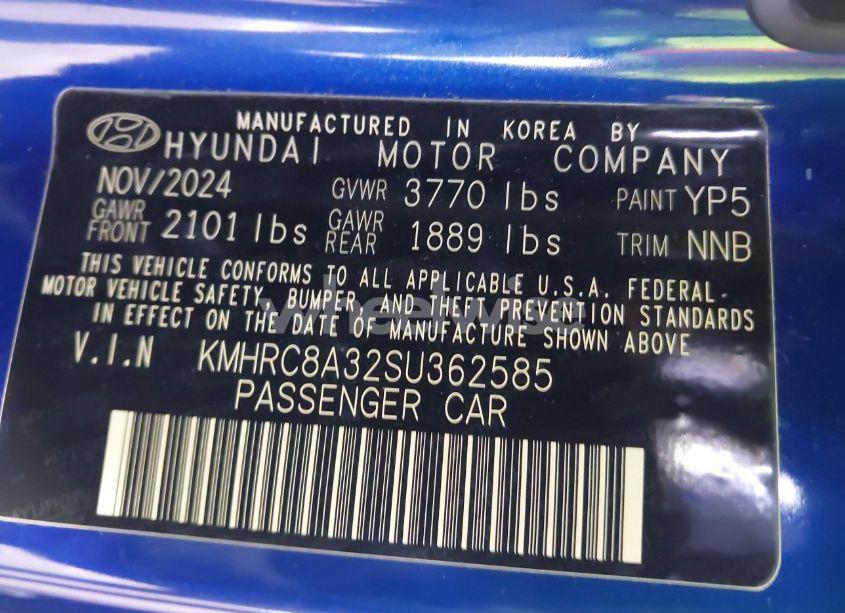 MANUFACTURED IN KOREA BY
HYUNDAI MOTOR COMPANY
NOV/2024 GVWR 3770 lbs PAINT YP5
GAWR FRONT 2101 lbs GAWR REAR 1889 lbs TRIM NNB
THIS VEHICLE CONFORMS TO ALL APPLICABLE U.S.A. FEDERAL
MOTOR VEHICLE SAFETY, BUMPER, AND THEFT PREVENTION STANDARDS
IN EFFECT ON THE DATE OF MANUFACTURE SHOWN ABOVE
V.I.N KMHRC8A32SU362585
PASSENGER CAR
wheelwise